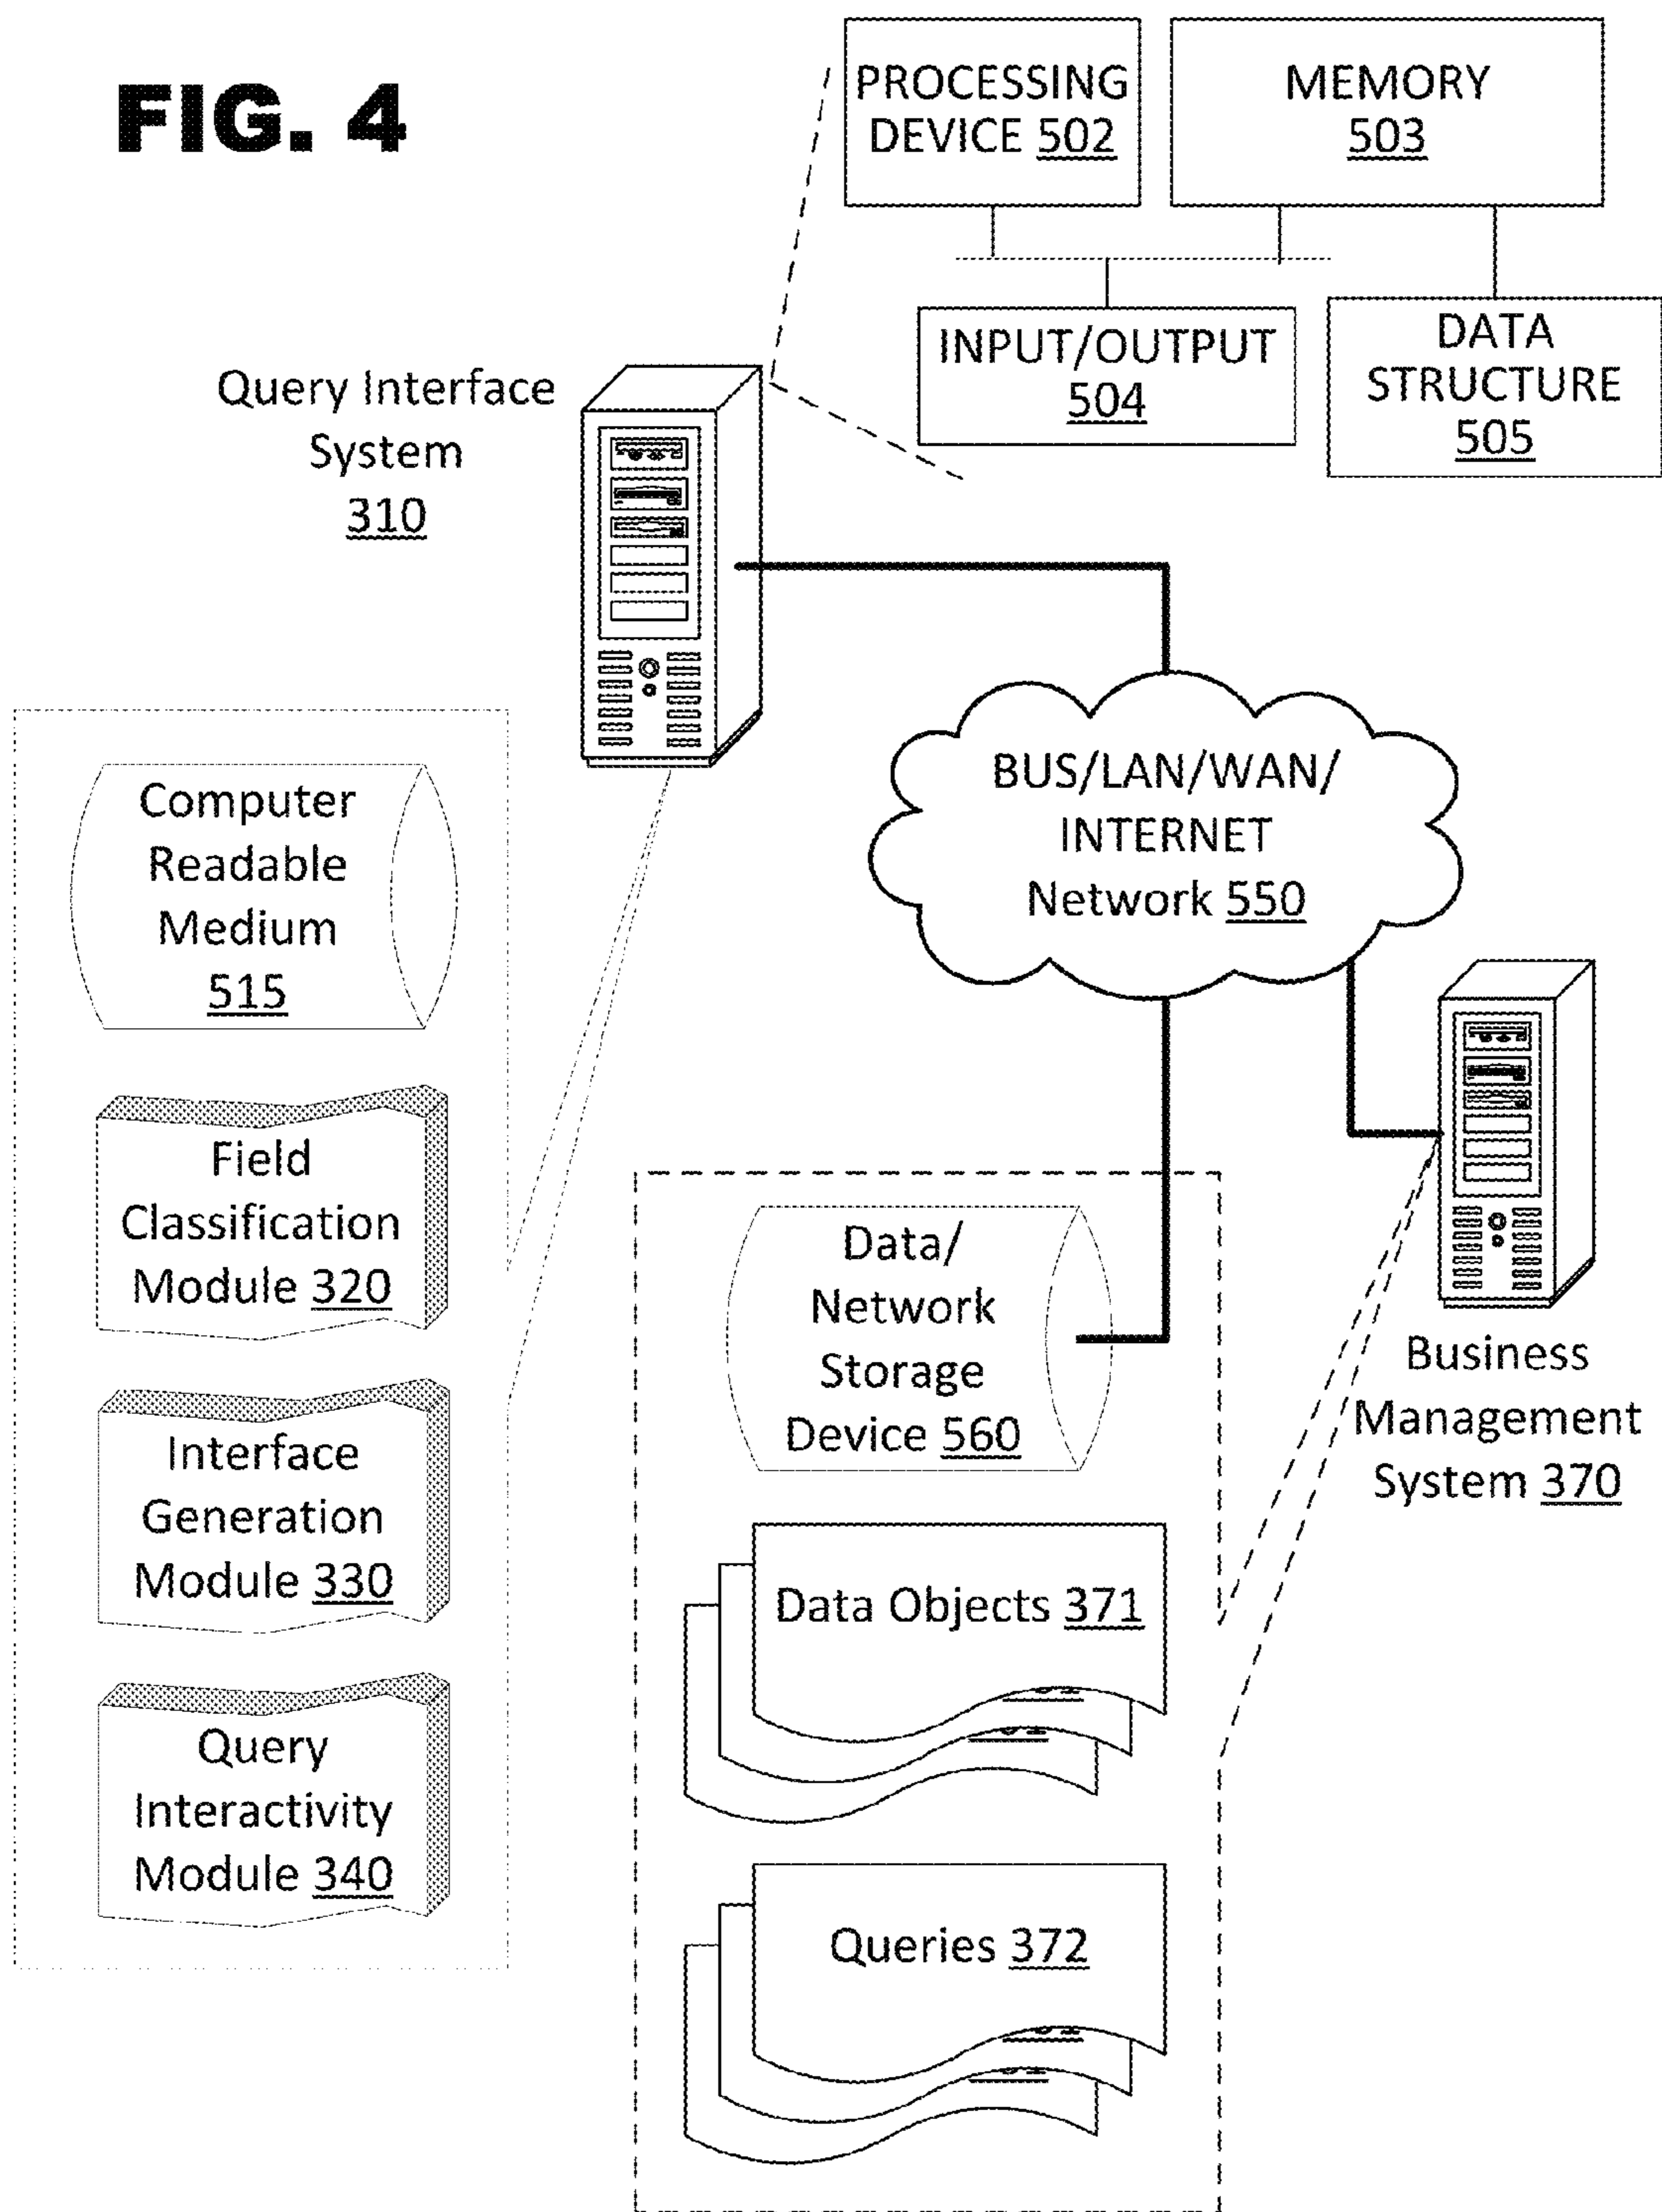 FIG. 4
PROCESSING
DEVICE 502
MEMORY
503
INPUT/OUTPUT
504
DATA
STRUCTURE
505
Query Interface
System
310
BUS/LAN/WAN/
INTERNET
Network 550
Computer
Readable
Medium
515
Field
Classification
Module 320
Interface
Generation
Module 330
Query
Interactivity
Module 340
Data/
Network
Storage
Device 560
Business
Management
System 370
Data Objects 371
Queries 372